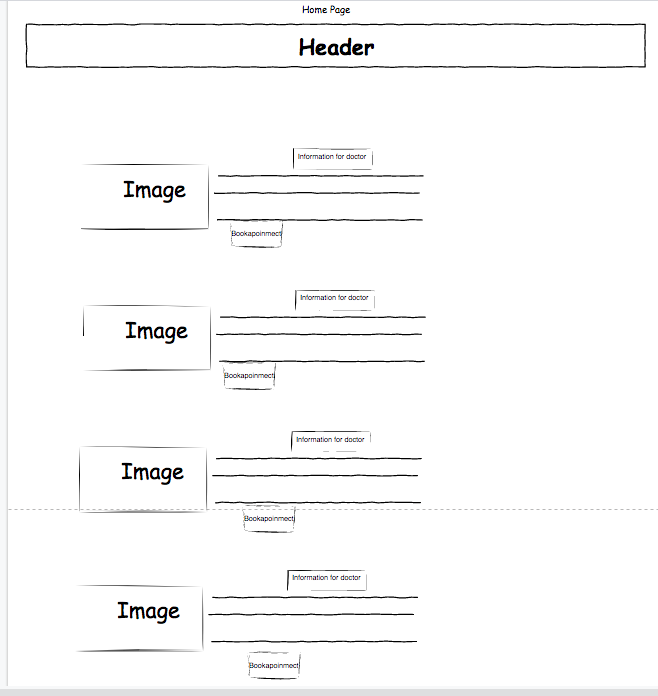 Home Page
Header
Information for doctor
Image
Bookapoinmect
Information for doctor
Image
Bookapoinmect
Information for doctor
Image
Bookapoinmect
Information for doctor
Image
Bookapoinmect